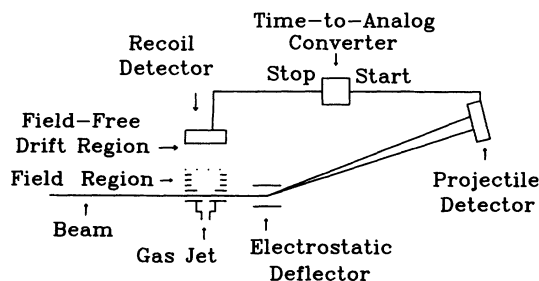 Time-to-Analog
Converter
Recoil
Detector
Stop
Start
Field-Free
Drift Region
Field Region
Projectile
Detector
Beam
Gas Jet
Electrostatic
Deflector